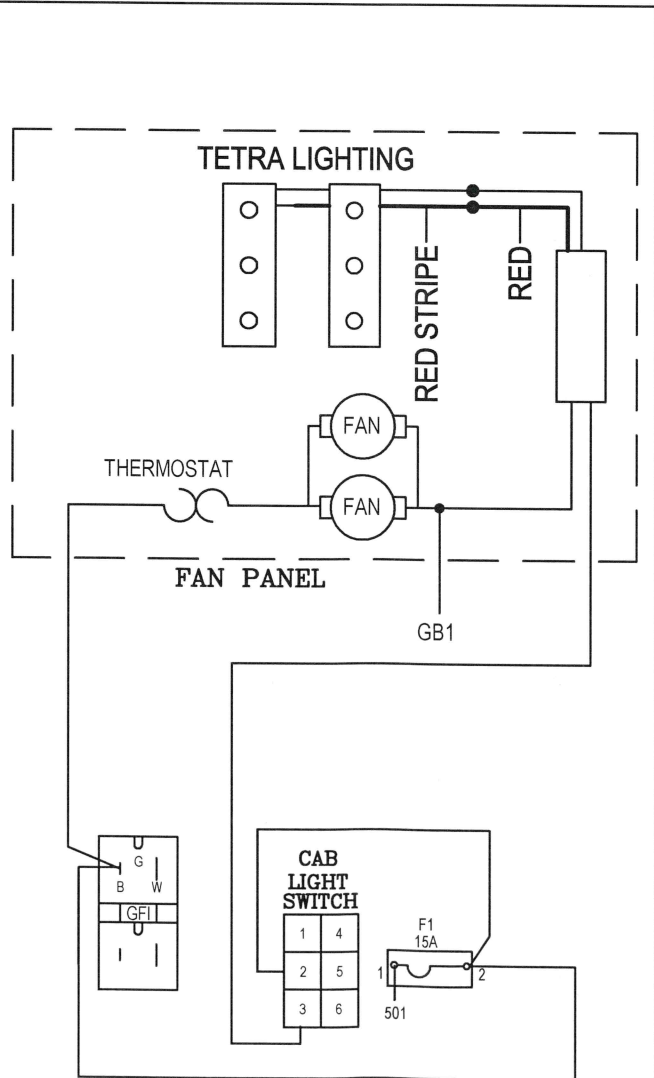 TETRA LIGHTING
RED STRIPE
RED
FAN
THERMOSTAT
FAN
FAN PANEL
GB1
G
B W
GFI
CAB
LIGHT
SWITCH
1 4
2 5
3 6
F1
15A
1 2
501